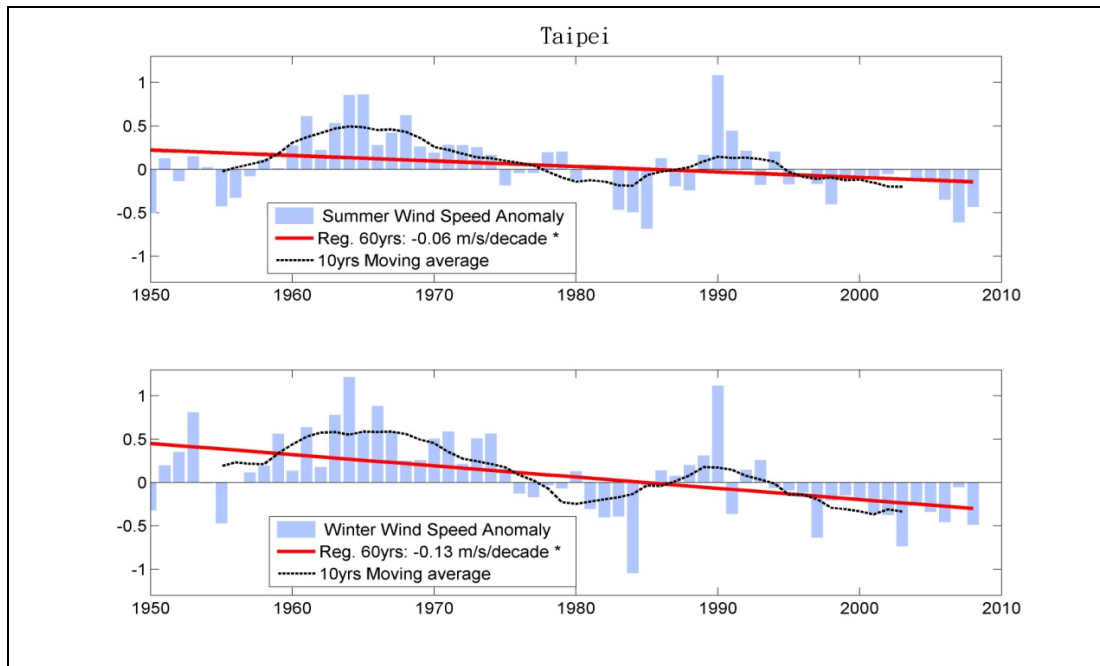 Taipei
1
0.5
0
-0.5
-1
Summer Wind Speed Anomaly
Reg. 60yrs: -0.06 m/s/decade *
10yrs Moving average
1950 1960 1970 1980 1990 2000 2010
1
0.5
0
-0.5
-1
Winter Wind Speed Anomaly
Reg. 60yrs: -0.13 m/s/decade *
10yrs Moving average
1950 1960 1970 1980 1990 2000 2010